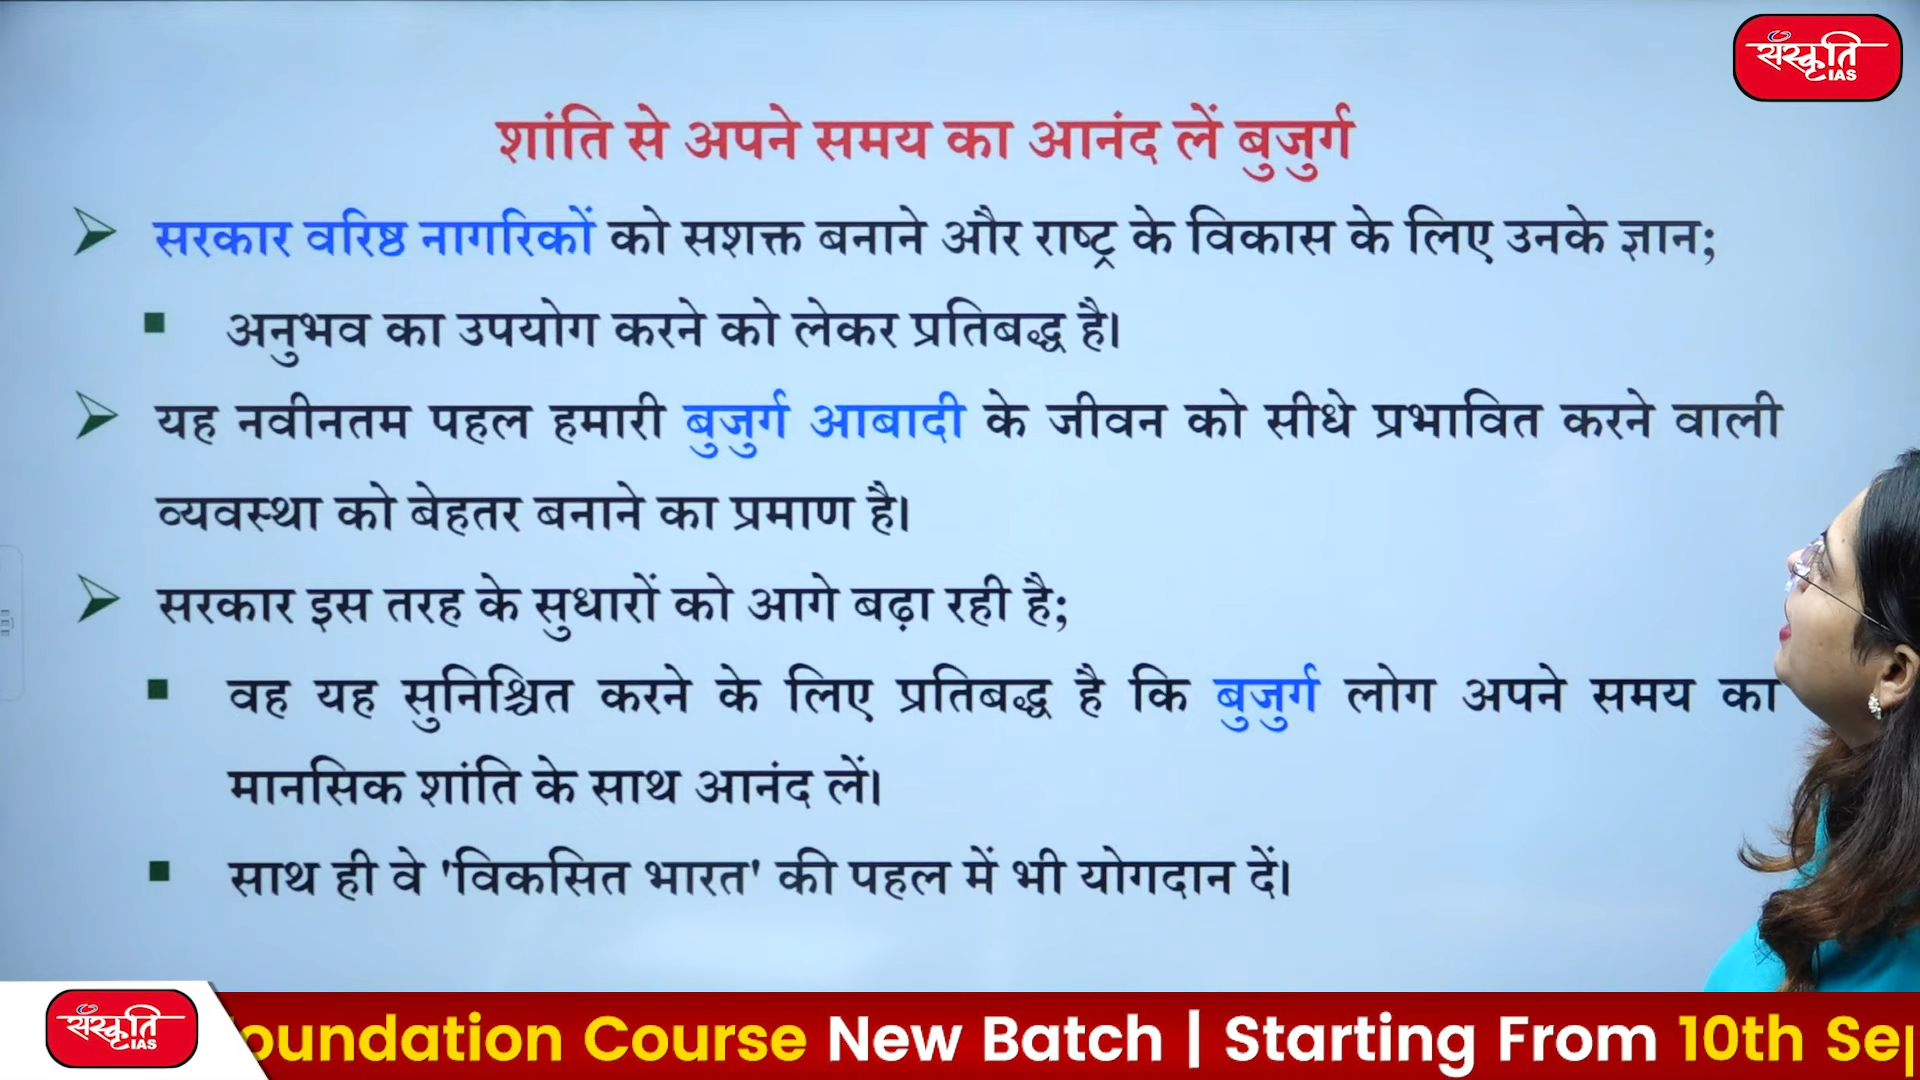 संस्कृति
IAS
शांति से अपने समय का आनंद लें बुजुर्ग
सरकार वरिष्ठ नागरिकों को सशक्त बनाने और राष्ट्र के विकास के लिए उनके ज्ञान;
अनुभव का उपयोग करने को लेकर प्रतिबद्ध है।
यह नवीनतम पहल हमारी बुजुर्ग आबादी के जीवन को सीधे प्रभावित करने वाली
व्यवस्था को बेहतर बनाने का प्रमाण है।
सरकार इस तरह के सुधारों को आगे बढ़ा रही है;
वह यह सुनिश्चित करने के लिए प्रतिबद्ध है कि बुजुर्ग लोग अपने समय का
मानसिक शांति के साथ आनंद लें।
साथ ही वे 'विकसित भारत' की पहल में भी योगदान दें।
संस्कृति
IAS
oundation Course New Batch | Starting From 10th Sep